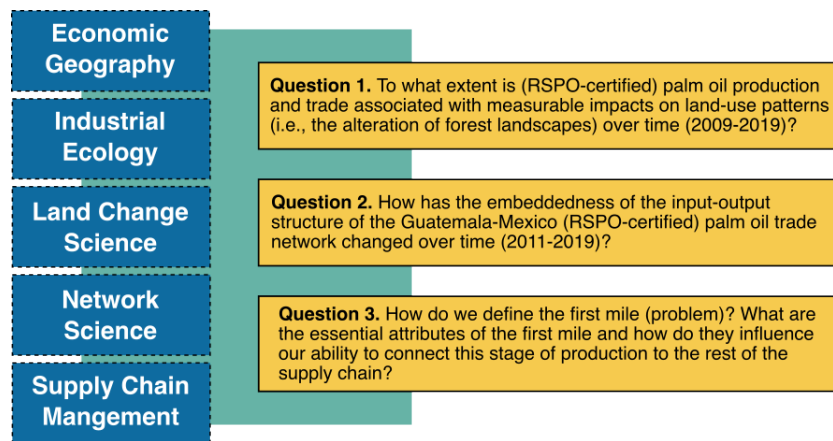 Economic
Geography
Industrial
Ecology
Land Change
Science
Network
Science
Supply Chain
Mangement
Question 1. To what extent is (RSPO-certified) palm oil production
and trade associated with measurable impacts on land-use patterns
(i.e., the alteration of forest landscapes) over time (2009-2019)?
Question 2. How has the embeddedness of the input-output
structure of the Guatemala-Mexico (RSPO-certified) palm oil trade
network changed over time (2011-2019)?
Question 3. How do we define the first mile (problem)? What are
the essential attributes of the first mile and how do they influence
our ability to connect this stage of production to the rest of the
supply chain?